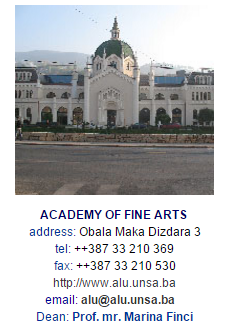 ACADEMY OF FINE ARTS
address: Obala Maka Dizdara 3
tel: ++387 33 210 369
fax: ++387 33 210 530
http://www.alu.unsa.ba
email: alu@alu.unsa.ba
Dean: Prof. mr. Marina Finci